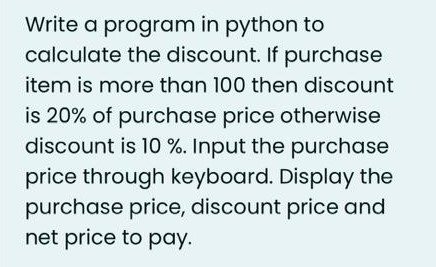 Write a program in python to
calculate the discount. If purchase
item is more than 100 then discount
is 20% of purchase price otherwise
discount is 10 %. Input the purchase
price through keyboard. Display the
purchase price, discount price and
net price to pay.